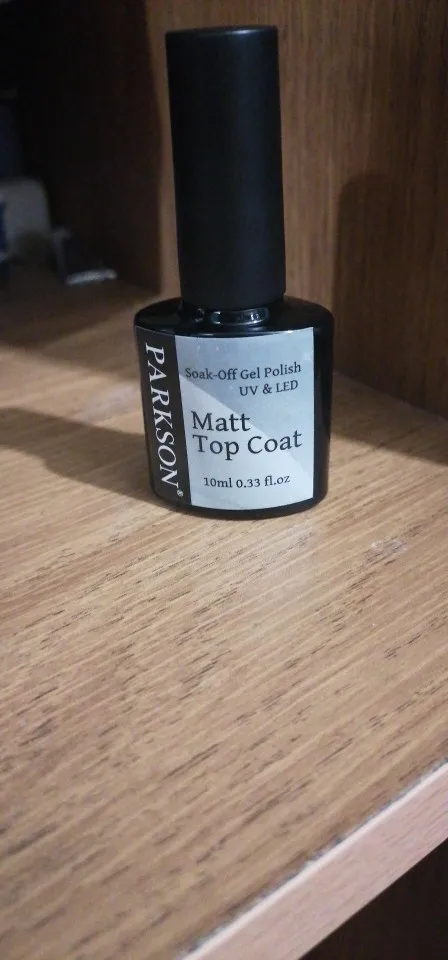 PARKSON®
Soak-Off Gel Polish
UV & LED
Matt
Top Coat
10ml 0.33 fl.oz